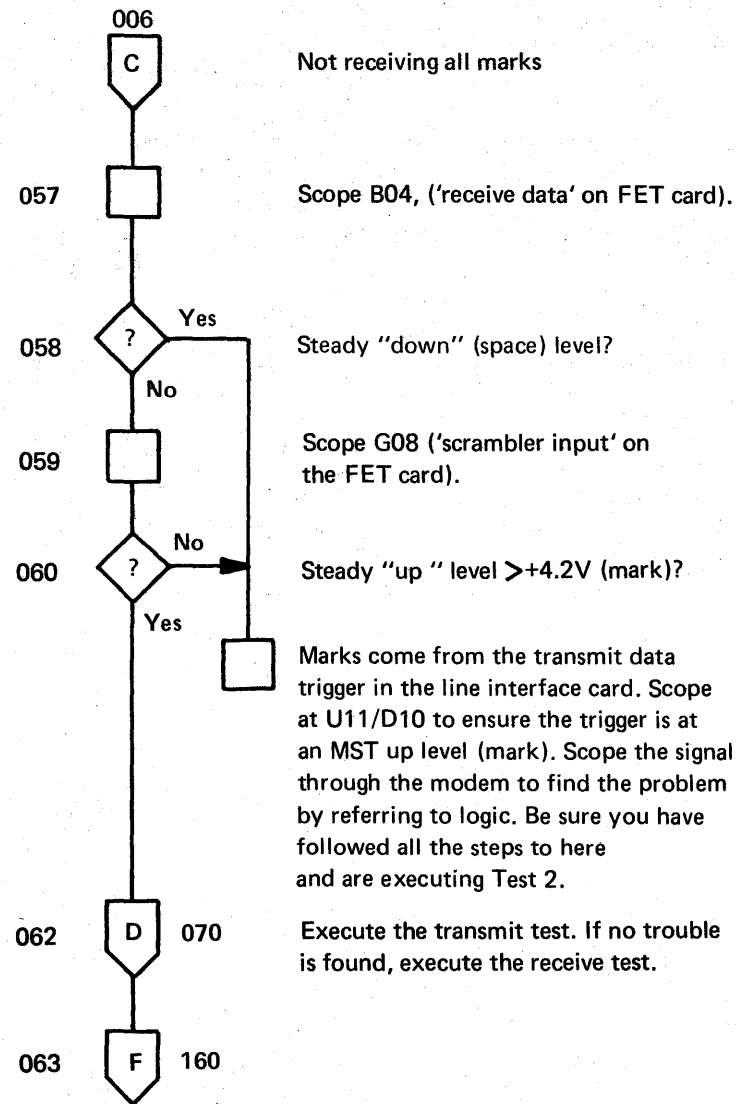 006
C
Not receiving all marks
057
Scope B04, ('receive data' on FET card).
058
?
Yes
Steady "down" (space) level?
No
059
Scope G08 ('scrambler input' on
the FET card).
060
?
No
Steady "up " level >+4.2V (mark)?
Yes
Marks come from the transmit data
trigger in the line interface card. Scope
at U11/D10 to ensure the trigger is at
an MST up level (mark). Scope the signal
through the modem to find the problem
by referring to logic. Be sure you have
followed all the steps to here
and are executing Test 2.
062
D
070
Execute the transmit test. If no trouble
is found, execute the receive test.
063
F
160